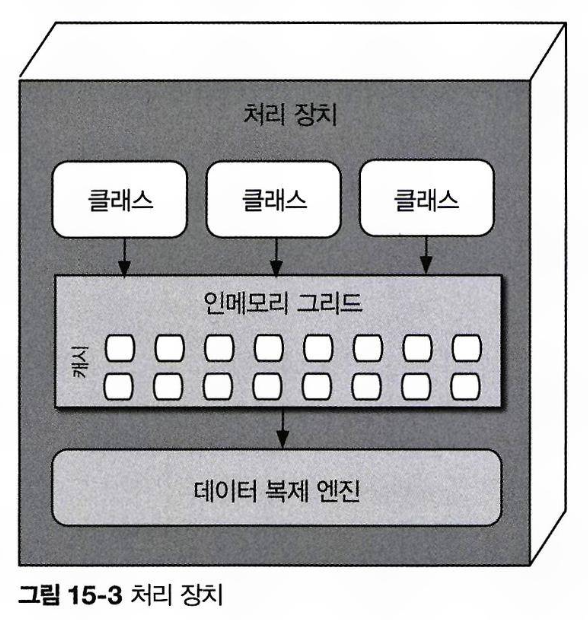 처리 장치
클래스 클래스 클래스
인메모리 그리드
캐시
데이터 복제 엔진
그림 15-3 처리 장치